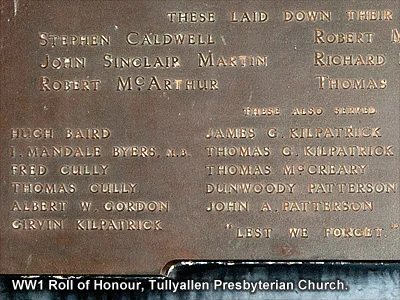 THESE LAID DOWN THEIR
STEPHEN CALDWELL ROBERT M
JOHN SINCLAIR MARTIN RICHARD
ROBERT McARTHUR THOMAS
THESE ALSO SERVED
HUGH BAIRD JAMES G. KILPATRICK
I. MANDALE BYERS, M.B. THOMAS G. KILPATRICK
FRED CULLY THOMAS McCREARY
THOMAS CULLY DUNWOODY PATTERSON
ALBERT W. GORDON JOHN A. PATTERSON
GIRVIN KILPATRICK "LEST WE FORGET."
WW1 Roll of Honour, Tullyallen Presbyterian Church.